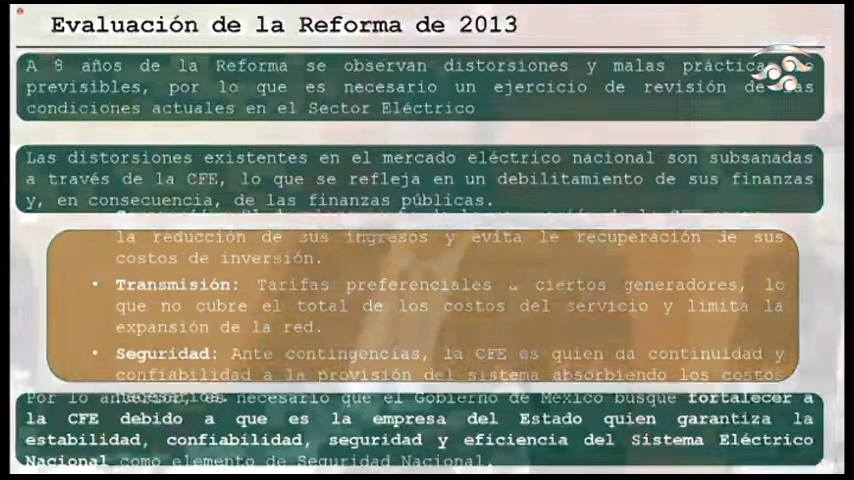 Evaluación de la Reforma de 2013
A 8 años de la Reforma se observan distorsiones y malas
previsibles, por lo que es necesario un ejercicio de revisión
condiciones actuales en el Sector Eléctrico
Las distorsiones existentes en el mercado eléctrico nacional son subsanadas
a través de la CFE, lo que se refleja en un debilitamiento de sus finanzas
y, en consecuencia, de las finanzas públicas.
la reducción de sus ingresos y evita le recuperación de sus
costos de inversión.
• Transmisión: Tarifas preferenciales a ciertos generadores, lo
que no cubre el total de los costos del servicio y limita la
expansión de la red.
• Seguridad: Ante contingencias, la CFE es quien da continuidad y
confiabilidad a la provisión del sistema absorbiendo los costos
Por lo es necesario que el Gobierno de México busque fortalecer a
la CFE debido a que es la empresa del Estado quien garantiza la
estabilidad, confiabilidad, seguridad y eficiencia del Sistema Eléctrico
Nacional como elemento de Seguridad Nacional.